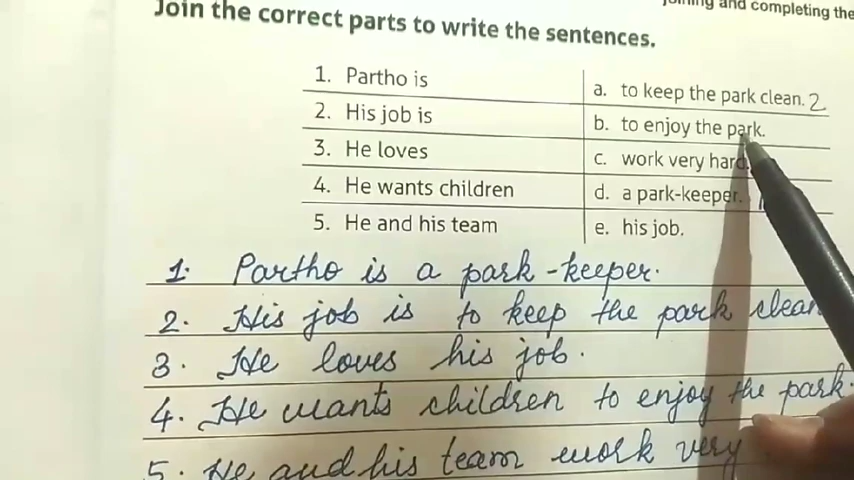 joining and completing the
Join the correct parts to write the sentences.
1. Partho is a. to keep the park clean. 2
2. His job is b. to enjoy the park.
3. He loves c. work very hard.
4. He wants children d. a park-keeper.
5. He and his team e. his job.
1. Partho is a park-keeper.
2. His job is to keep the park clean
3. He loves his job.
4. He wants children to enjoy the park.
5. He and his team work very